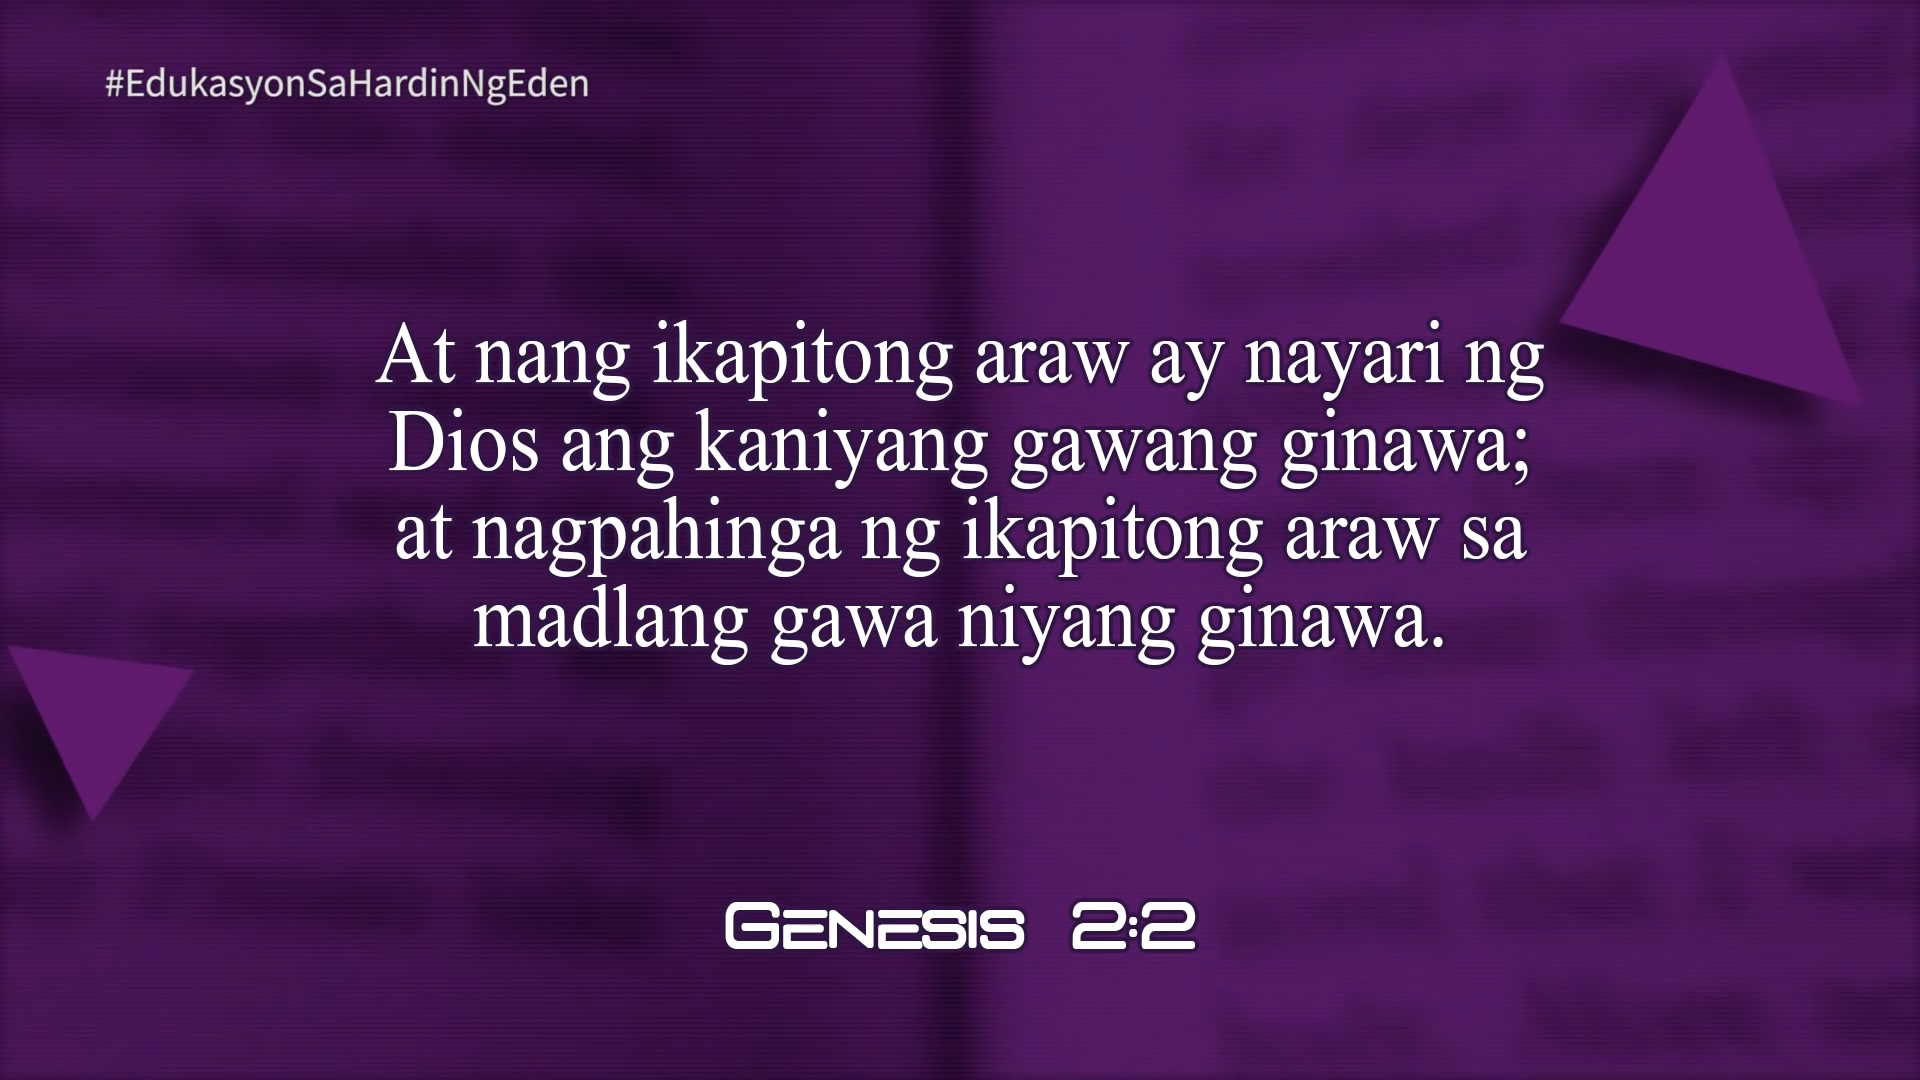 #EdukasyonSaHardinNgEden
At nang ikapitong araw ay nayari ng
Dios ang kaniyang gawang ginawa;
at nagpahinga ng ikapitong araw sa
madlang gawa niyang ginawa.
Genesis 2:2